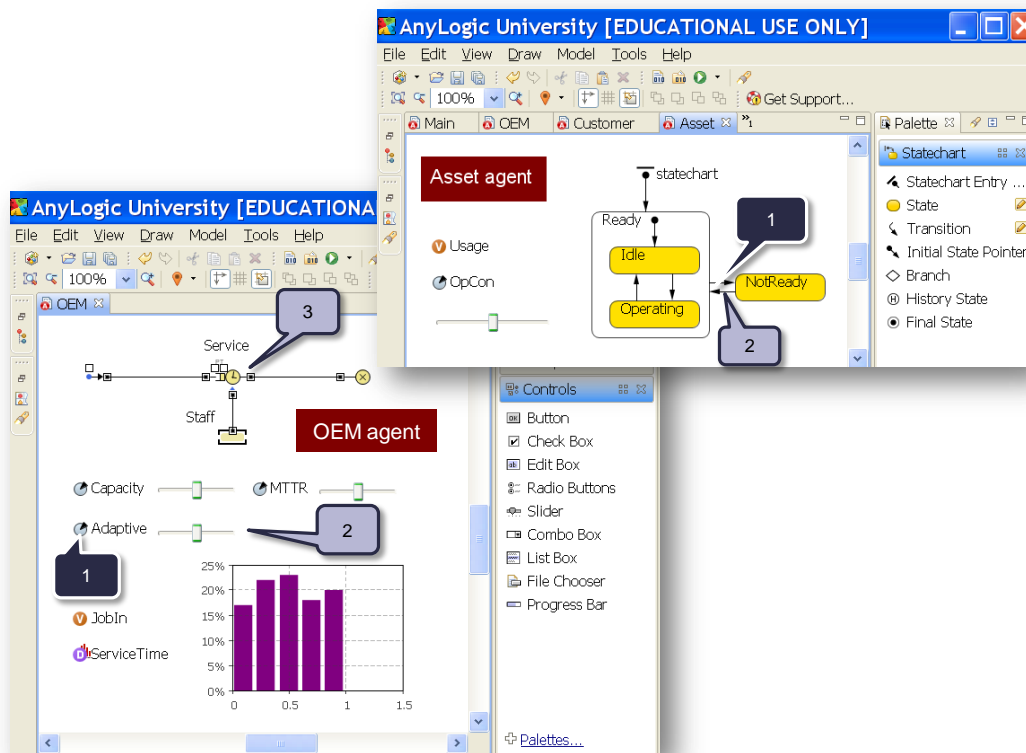 AnyLogic University [EDUCATIONAL USE ONLY]
File Edit View Draw Model Tools Help
100% Get Support...
Main OEM Customer Asset »1
Palette
Asset agent
statechart
Ready
Idle
Operating
NotReady
1
2
Usage
OpCon
Statechart
Statechart Entry ...
State
Transition
Initial State Pointer
Branch
History State
Final State
AnyLogic University [EDUCATIONA
File Edit View Draw Model Tools Help
100%
OEM
3
Service
Staff
OEM agent
Capacity
MTTR
Adaptive
2
1
JobIn
ServiceTime
25%
20%
15%
10%
5%
0%
0 0.5 1 1.5
Controls
Button
Check Box
Edit Box
Radio Buttons
Slider
Combo Box
List Box
File Chooser
Progress Bar
Palettes...